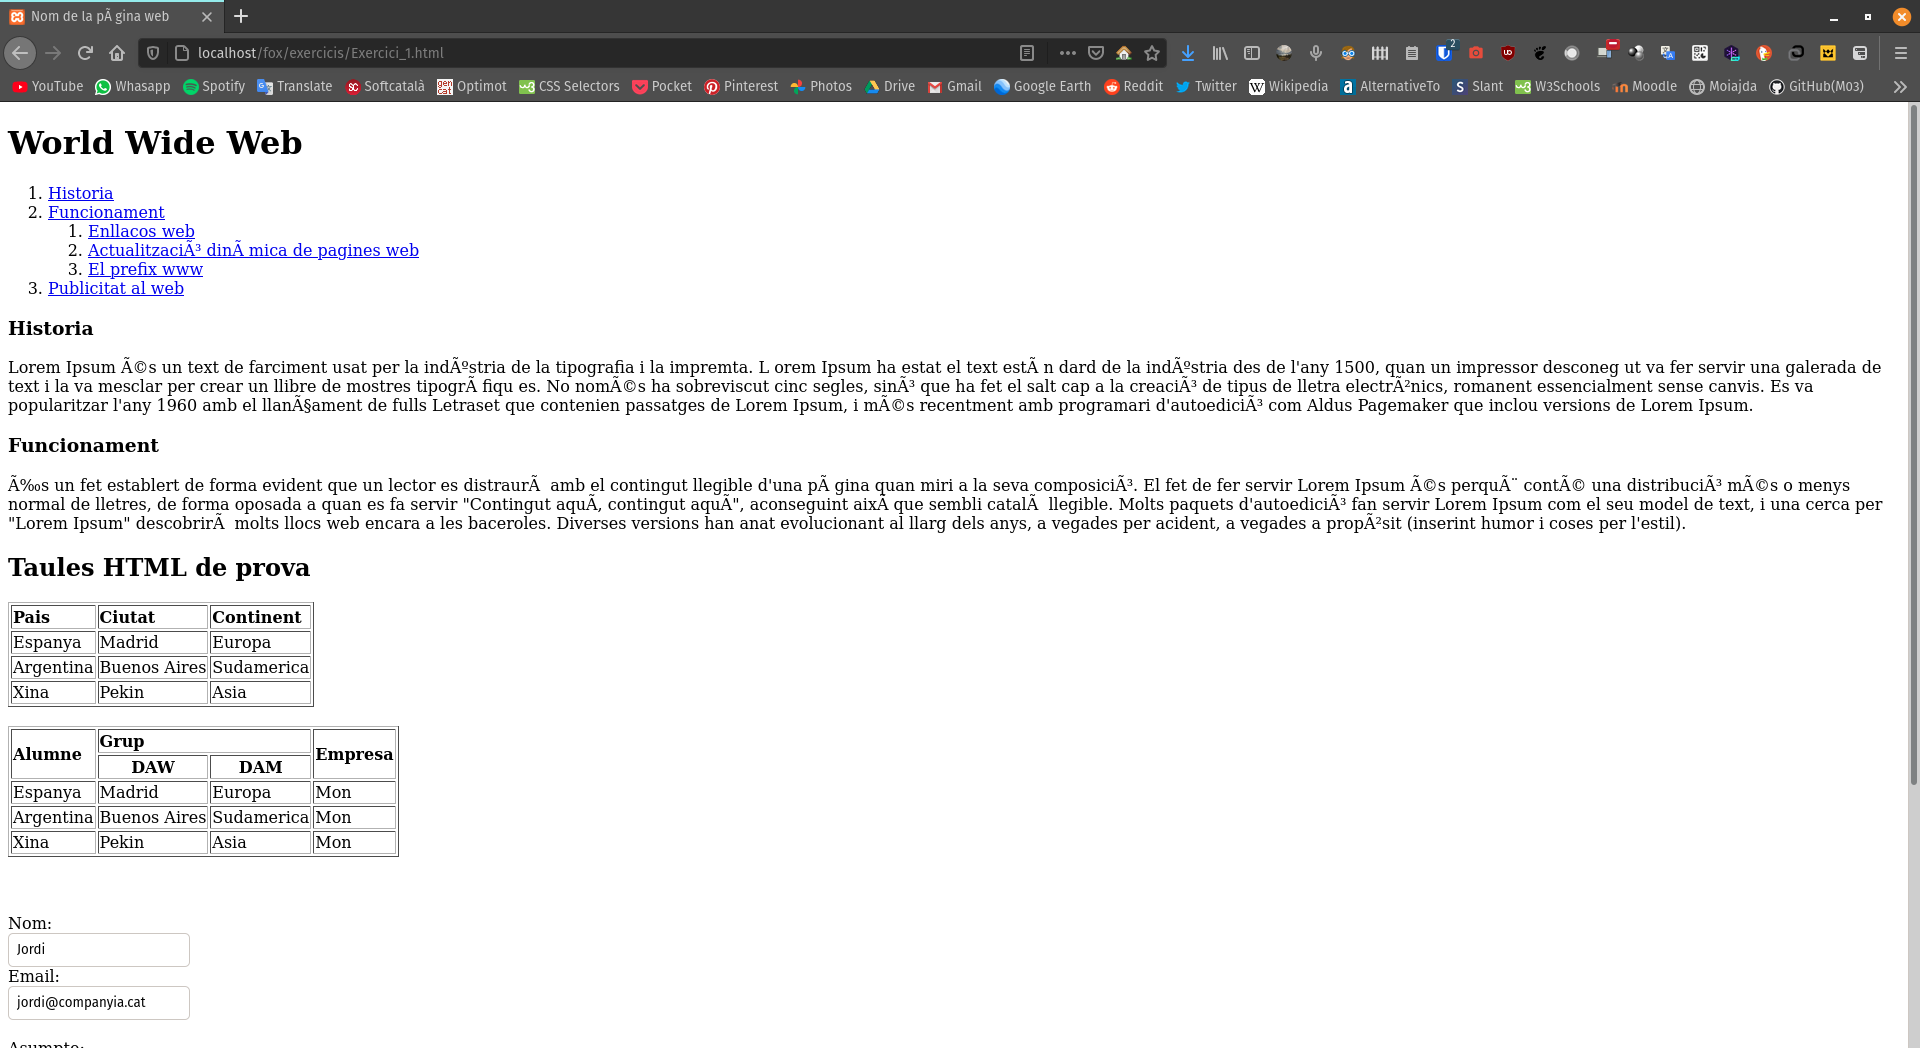 Nom de la pÃ gina web
localhost/fox/exercicis/Exercici_1.html
2
YouTube Whasapp Spotify Translate Softcatalà Optimot CSS Selectors Pocket Pinterest Photos Drive Gmail Google Earth Reddit Twitter Wikipedia AlternativeTo Slant W3Schools Moodle Moiajda GitHub(M03)
World Wide Web
1. Historia
2. Funcionament
1. Enllacos web
2. ActualitzaciÃ³ dinÃ mica de pagines web
3. El prefix www
3. Publicitat al web
Historia
Lorem Ipsum Ã©s un text de farciment usat per la indÃºstria de la tipografia i la impremta. L orem Ipsum ha estat el text estÃ n dard de la indÃºstria des de l'any 1500, quan un impressor desconeg ut va fer servir una galerada de
text i la va mesclar per crear un llibre de mostres tipogrÃ fiqu es. No nomÃ©s ha sobreviscut cinc segles, sinÃ³ que ha fet el salt cap a la creaciÃ³ de tipus de lletra electrÃ²nics, romanent essencialment sense canvis. Es va
popularitzar l'any 1960 amb el llanÃ§ament de fulls Letraset que contenien passatges de Lorem Ipsum, i mÃ©s recentment amb programari d'autoediciÃ³ com Aldus Pagemaker que inclou versions de Lorem Ipsum.
Funcionament
Ã‰s un fet establert de forma evident que un lector es distraurÃ  amb el contingut llegible d'una pÃ gina quan miri a la seva composiciÃ³. El fet de fer servir Lorem Ipsum Ã©s perquÃ¨ contÃ© una distribuciÃ³ mÃ©s o menys
normal de lletres, de forma oposada a quan es fa servir "Contingut aquÃ, contingut aquÃ", aconseguint aixÃ que sembli catalÃ  llegible. Molts paquets d'autoediciÃ³ fan servir Lorem Ipsum com el seu model de text, i una cerca per
"Lorem Ipsum" descobrirÃ  molts llocs web encara a les baceroles. Diverses versions han anat evolucionant al llarg dels anys, a vegades per acident, a vegades a propÃ²sit (inserint humor i coses per l'estil).
Taules HTML de prova
Pais Ciutat Continent
Espanya Madrid Europa
Argentina Buenos Aires Sudamerica
Xina Pekin Asia
Alumne Grup Empresa
DAW DAM
Espanya Madrid Europa Mon
Argentina Buenos Aires Sudamerica Mon
Xina Pekin Asia Mon
Nom:
Jordi
Email:
jordi@companyia.cat
Asumpte: